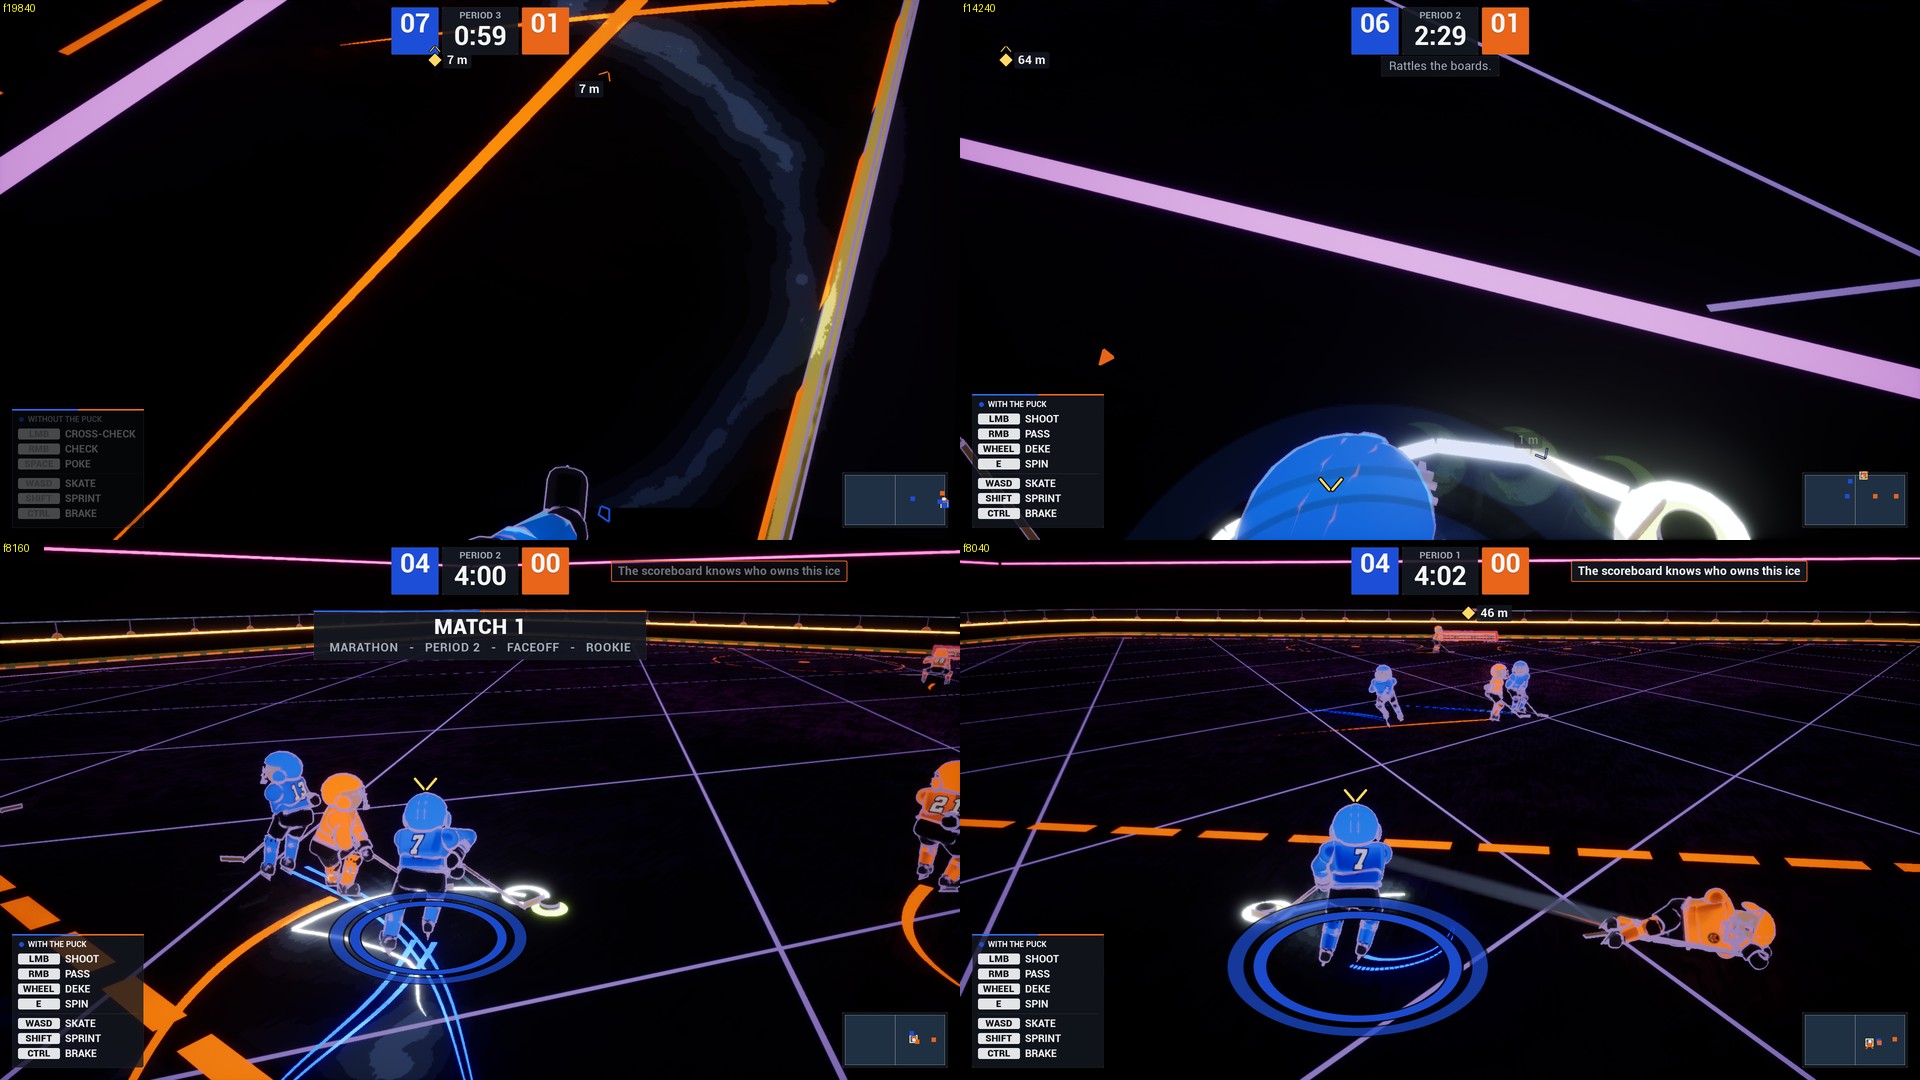 f19840
07
PERIOD 3
0:59
01
7 m
7 m
WITHOUT THE PUCK
LMB CROSS-CHECK
RMB CHECK
SPACE POKE
WASD SKATE
SHIFT SPRINT
CTRL BRAKE
f14240
06
PERIOD 2
2:29
01
Rattles the boards.
64 m
1 m
WITH THE PUCK
LMB SHOOT
RMB PASS
WHEEL DEKE
E SPIN
WASD SKATE
SHIFT SPRINT
CTRL BRAKE
f8160
04
PERIOD 2
4:00
00
The scoreboard knows who owns this ice
MATCH 1
MARATHON - PERIOD 2 - FACEOFF - ROOKIE
13
7
21
WITH THE PUCK
LMB SHOOT
RMB PASS
WHEEL DEKE
E SPIN
WASD SKATE
SHIFT SPRINT
CTRL BRAKE
f8040
04
PERIOD 1
4:02
00
The scoreboard knows who owns this ice
46 m
7
WITH THE PUCK
LMB SHOOT
RMB PASS
WHEEL DEKE
E SPIN
WASD SKATE
SHIFT SPRINT
CTRL BRAKE